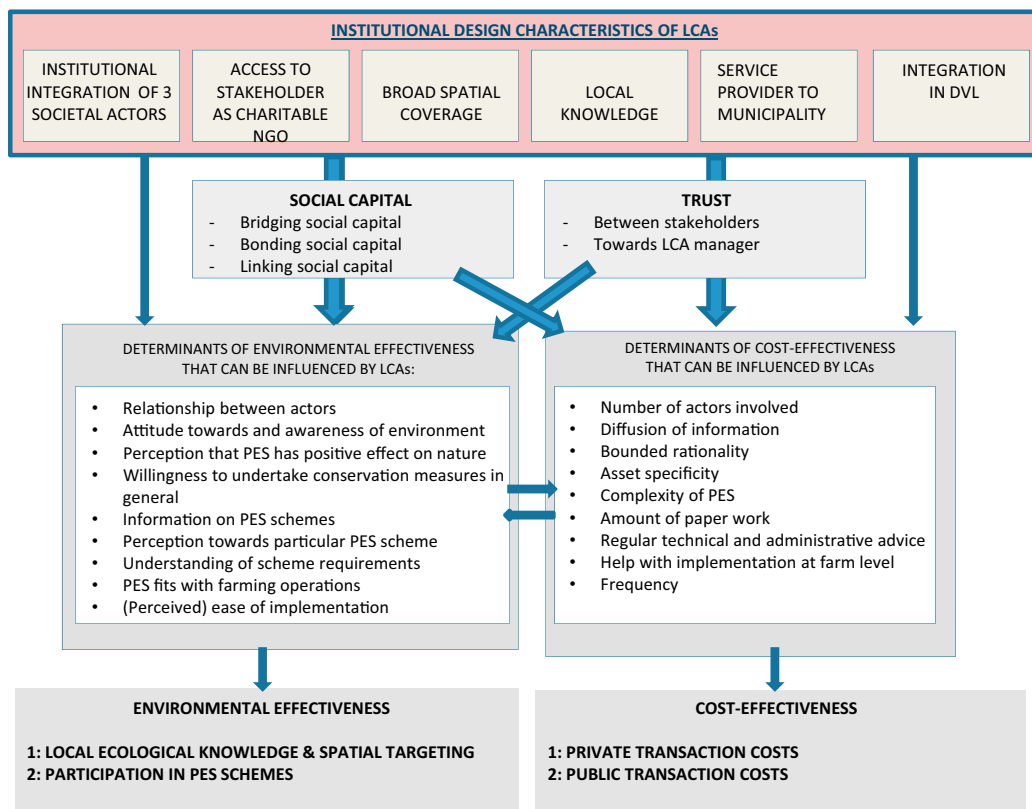 INSTITUTIONAL DESIGN CHARACTERISTICS OF LCAs
INSTITUTIONAL
INTEGRATION OF 3
SOCIETAL ACTORS
ACCESS TO
STAKEHOLDER
AS CHARITABLE
NGO
BROAD SPATIAL
COVERAGE
LOCAL
KNOWLEDGE
SERVICE
PROVIDER TO
MUNICIPALITY
INTEGRATION
IN DVL
SOCIAL CAPITAL
- Bridging social capital
- Bonding social capital
- Linking social capital
TRUST
- Between stakeholders
- Towards LCA manager
DETERMINANTS OF ENVIRONMENTAL EFFECTIVENESS
THAT CAN BE INFLUENCED BY LCAs:
• Relationship between actors
• Attitude towards and awareness of environment
• Perception that PES has positive effect on nature
• Willingness to undertake conservation measures in
general
• Information on PES schemes
• Perception towards particular PES scheme
• Understanding of scheme requirements
• PES fits with farming operations
• (Perceived) ease of implementation
DETERMINANTS OF COST-EFFECTIVENESS
THAT CAN BE INFLUENCED BY LCAs
• Number of actors involved
• Diffusion of information
• Bounded rationality
• Asset specificity
• Complexity of PES
• Amount of paper work
• Regular technical and administrative advice
• Help with implementation at farm level
• Frequency
ENVIRONMENTAL EFFECTIVENESS
1: LOCAL ECOLOGICAL KNOWLEDGE & SPATIAL TARGETING
2: PARTICIPATION IN PES SCHEMES
COST-EFFECTIVENESS
1: PRIVATE TRANSACTION COSTS
2: PUBLIC TRANSACTION COSTS